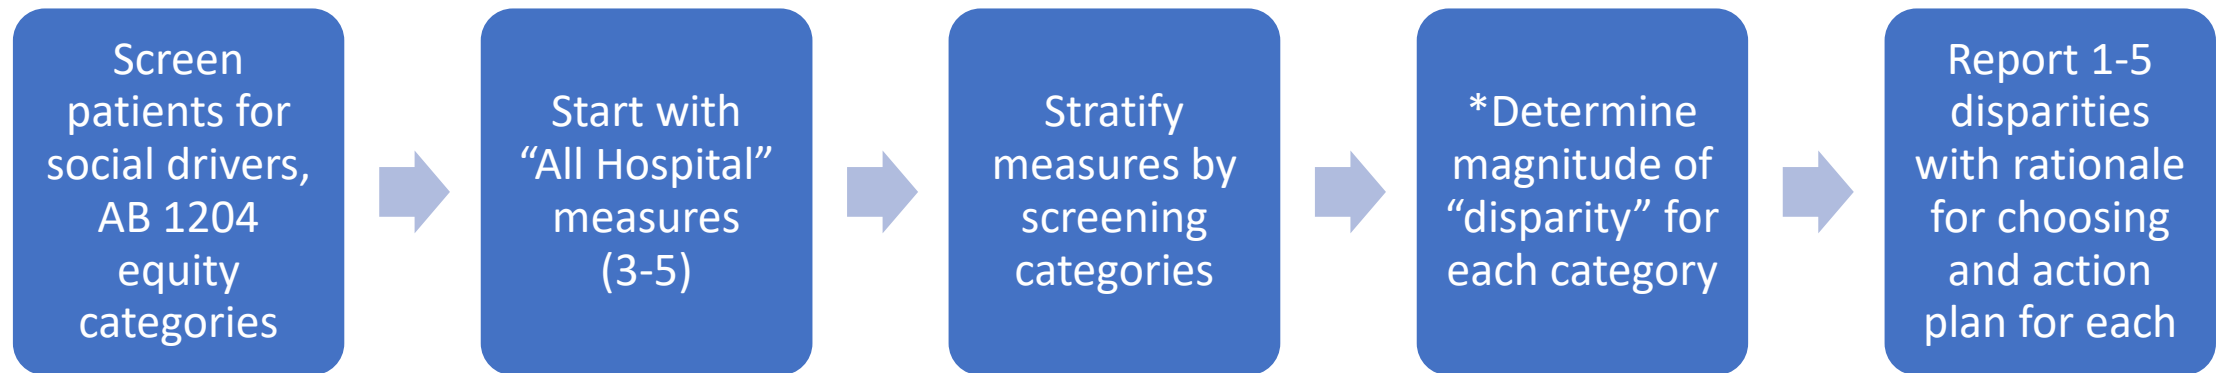 Screen
patients for
social drivers,
AB 1204
equity
categories
Start with
“All Hospital”
measures
(3-5)
Stratify
measures by
screening
categories
*Determine
magnitude of
“disparity” for
each category
Report 1-5
disparities
with rationale
for choosing
and action
plan for each